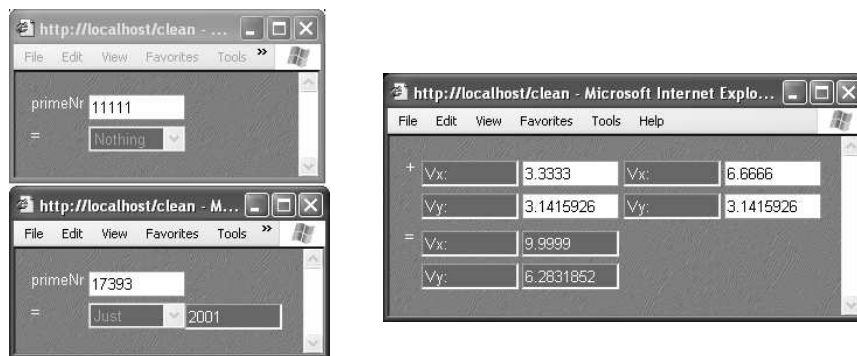 http://localhost/clean - ...
File Edit View Favorites Tools »
primeNr 11111
= Nothing
http://localhost/clean - M...
File Edit View Favorites Tools »
primeNr 17393
= Just 2001
http://localhost/clean - Microsoft Internet Explo...
File Edit View Favorites Tools Help
+ Vx: 3.3333 Vx: 6.6666
Vy: 3.1415926 Vy: 3.1415926
= Vx: 9.9999
Vy: 6.2831852